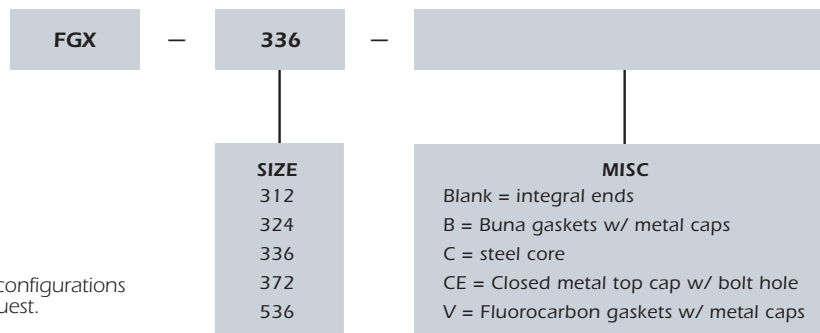 FGX – 336 –
SIZE
312
324
336
372
536
MISC
Blank = integral ends
B = Buna gaskets w/ metal caps
C = steel core
CE = Closed metal top cap w/ bolt hole
V = Fluorocarbon gaskets w/ metal caps
configurations